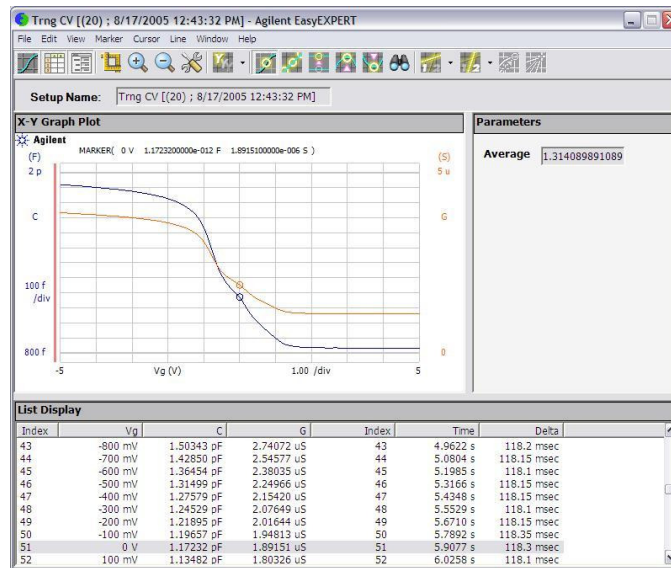 Trng CV [(20) ; 8/17/2005 12:43:32 PM] - Agilent EasyEXPERT
File Edit View Marker Cursor Line Window Help
Setup Name: Trng CV [(20) ; 8/17/2005 12:43:32 PM]
X-Y Graph Plot
Agilent
MARKER( 0 V 1.1723200000e-012 F 1.8915100000e-006 S )
(F)
2 p
C
100 f
/div
800 f
(S)
5 u
G
0
-5 Vg (V) 1.00 /div 5
Parameters
Average 1.314089891089
List Display
Index Vg C G Index Time Delta
43 -800 mV 1.50343 pF 2.74072 uS 43 4.9622 s 118.2 msec
44 -700 mV 1.42850 pF 2.54577 uS 44 5.0804 s 118.15 msec
45 -600 mV 1.36454 pF 2.38035 uS 45 5.1985 s 118.1 msec
46 -500 mV 1.31499 pF 2.24966 uS 46 5.3166 s 118.15 msec
47 -400 mV 1.27579 pF 2.15420 uS 47 5.4348 s 118.15 msec
48 -300 mV 1.24529 pF 2.07649 uS 48 5.5529 s 118.1 msec
49 -200 mV 1.21895 pF 2.01644 uS 49 5.6710 s 118.15 msec
50 -100 mV 1.19657 pF 1.94813 uS 50 5.7892 s 118.35 msec
51 0 V 1.17232 pF 1.89151 uS 51 5.9077 s 118.3 msec
52 100 mV 1.13482 pF 1.80326 uS 52 6.0258 s 118.1 msec